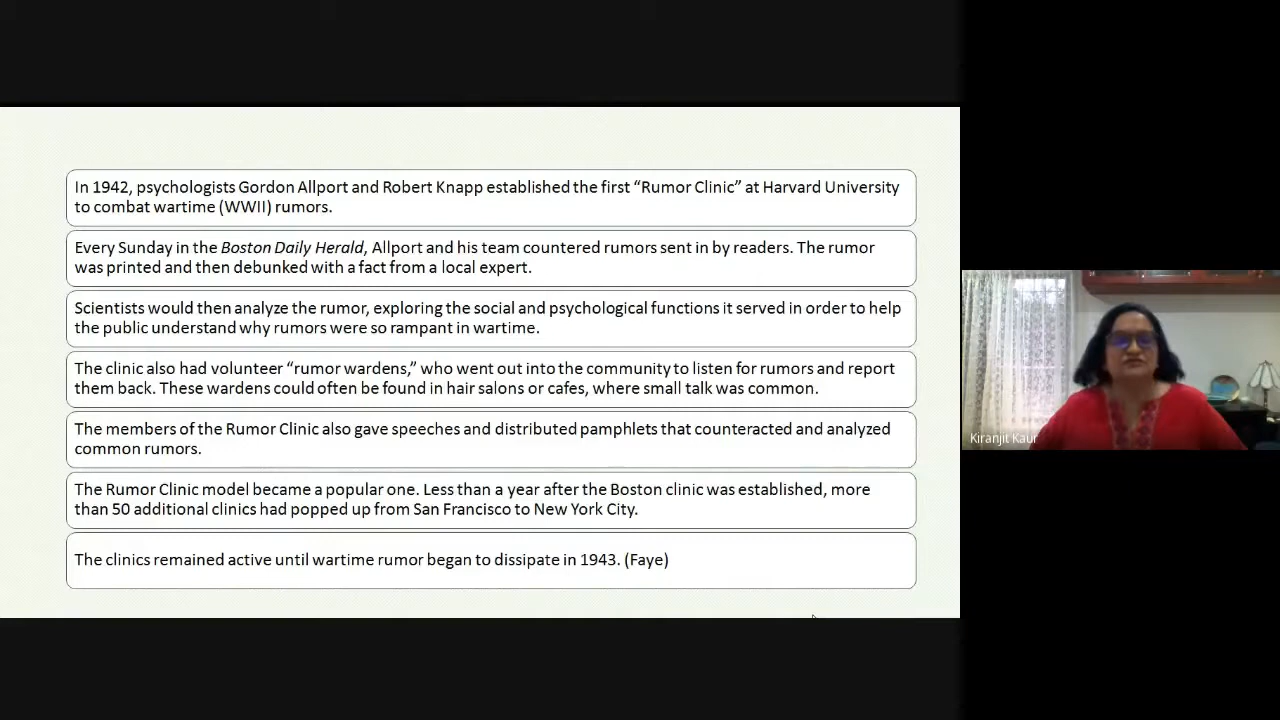 In 1942, psychologists Gordon Allport and Robert Knapp established the first “Rumor Clinic” at Harvard University
to combat wartime (WWII) rumors.
Every Sunday in the Boston Daily Herald, Allport and his team countered rumors sent in by readers. The rumor
was printed and then debunked with a fact from a local expert.
Scientists would then analyze the rumor, exploring the social and psychological functions it served in order to help
the public understand why rumors were so rampant in wartime.
The clinic also had volunteer “rumor wardens,” who went out into the community to listen for rumors and report
them back. These wardens could often be found in hair salons or cafes, where small talk was common.
The members of the Rumor Clinic also gave speeches and distributed pamphlets that counteracted and analyzed
common rumors.
The Rumor Clinic model became a popular one. Less than a year after the Boston clinic was established, more
than 50 additional clinics had popped up from San Francisco to New York City.
The clinics remained active until wartime rumor began to dissipate in 1943. (Faye)
Kiranjit Kaur